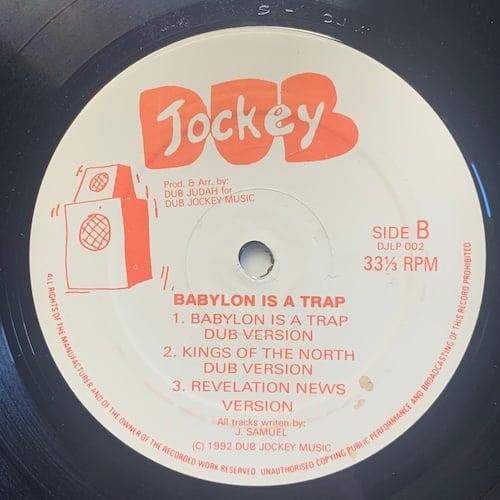 DUB
Jockey
Prod. & Arr. by:
DUB JUDAH for
DUB JOCKEY MUSIC
SIDE B
DJLP 002
33⅓ RPM
BABYLON IS A TRAP
1. BABYLON IS A TRAP
DUB VERSION
2. KINGS OF THE NORTH
DUB VERSION
3. REVELATION NEWS
VERSION
All tracks writen by:
J. SAMUEL
(C) 1992 DUB JOCKEY MUSIC
ALL RIGHTS OF THE MANUFACTURER AND OF THE OWNER OF THE RECORDED WORK RESERVED UNAUTHORISED COPYING PUBLIC PERFORMANCE AND BROADCASTING OF THIS RECORD PROHIBITED